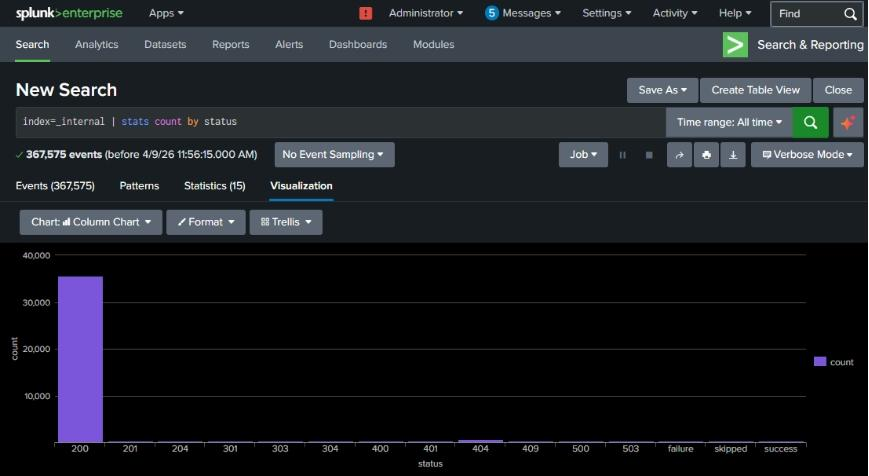 splunk>enterprise Apps Administrator 5 Messages Settings Activity Help Find
Search Analytics Datasets Reports Alerts Dashboards Modules Search & Reporting
New Search Save As Create Table View Close
index=_internal | stats count by status Time range: All time
367,575 events (before 4/9/26 11:56:15.000 AM) No Event Sampling Job Verbose Mode
Events (367,575) Patterns Statistics (15) Visualization
Chart: Column Chart Format Trellis
40,000
30,000
20,000
10,000
count
count
200 201 204 301 303 304 400 401 404 409 500 503 failure skipped success
status